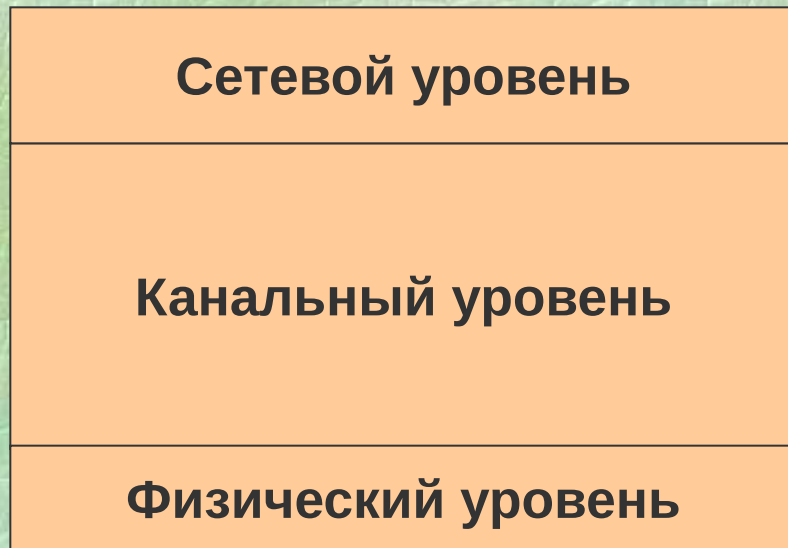 Сетевой уровень
Канальный уровень
Физический уровень